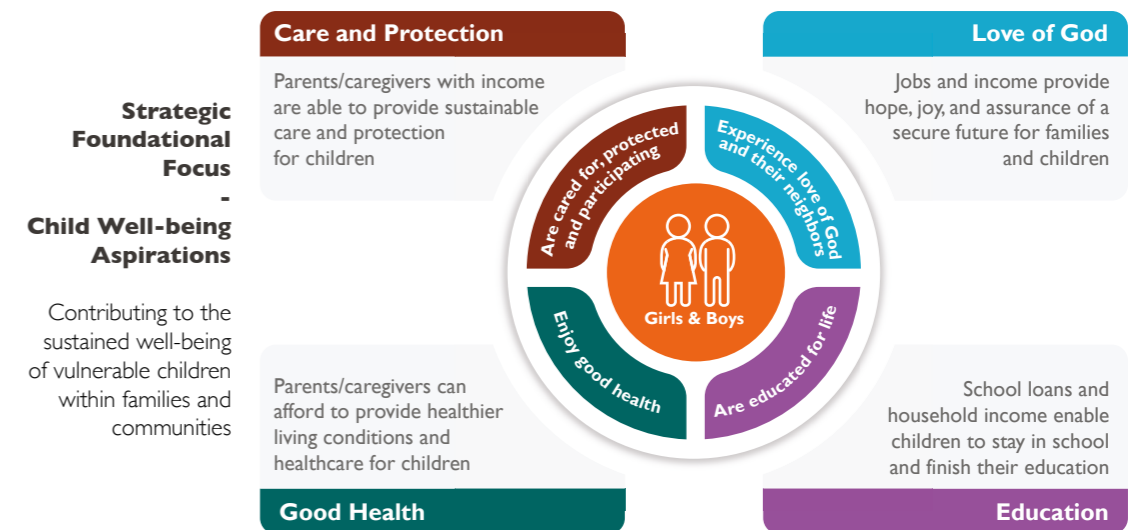 Strategic
Foundational
Focus
-
Child Well-being
Aspirations
Contributing to the
sustained well-being
of vulnerable children
within families and
communities
Care and Protection
Parents/caregivers with income
are able to provide sustainable
care and protection
for children
Love of God
Jobs and income provide
hope, joy, and assurance of a
secure future for families
and children
Are cared for, protected
and participating
Experience love of God
and their neighbors
Girls & Boys
Enjoy good health
Are educated for life
Parents/caregivers can
afford to provide healthier
living conditions and
healthcare for children
Good Health
School loans and
household income enable
children to stay in school
and finish their education
Education